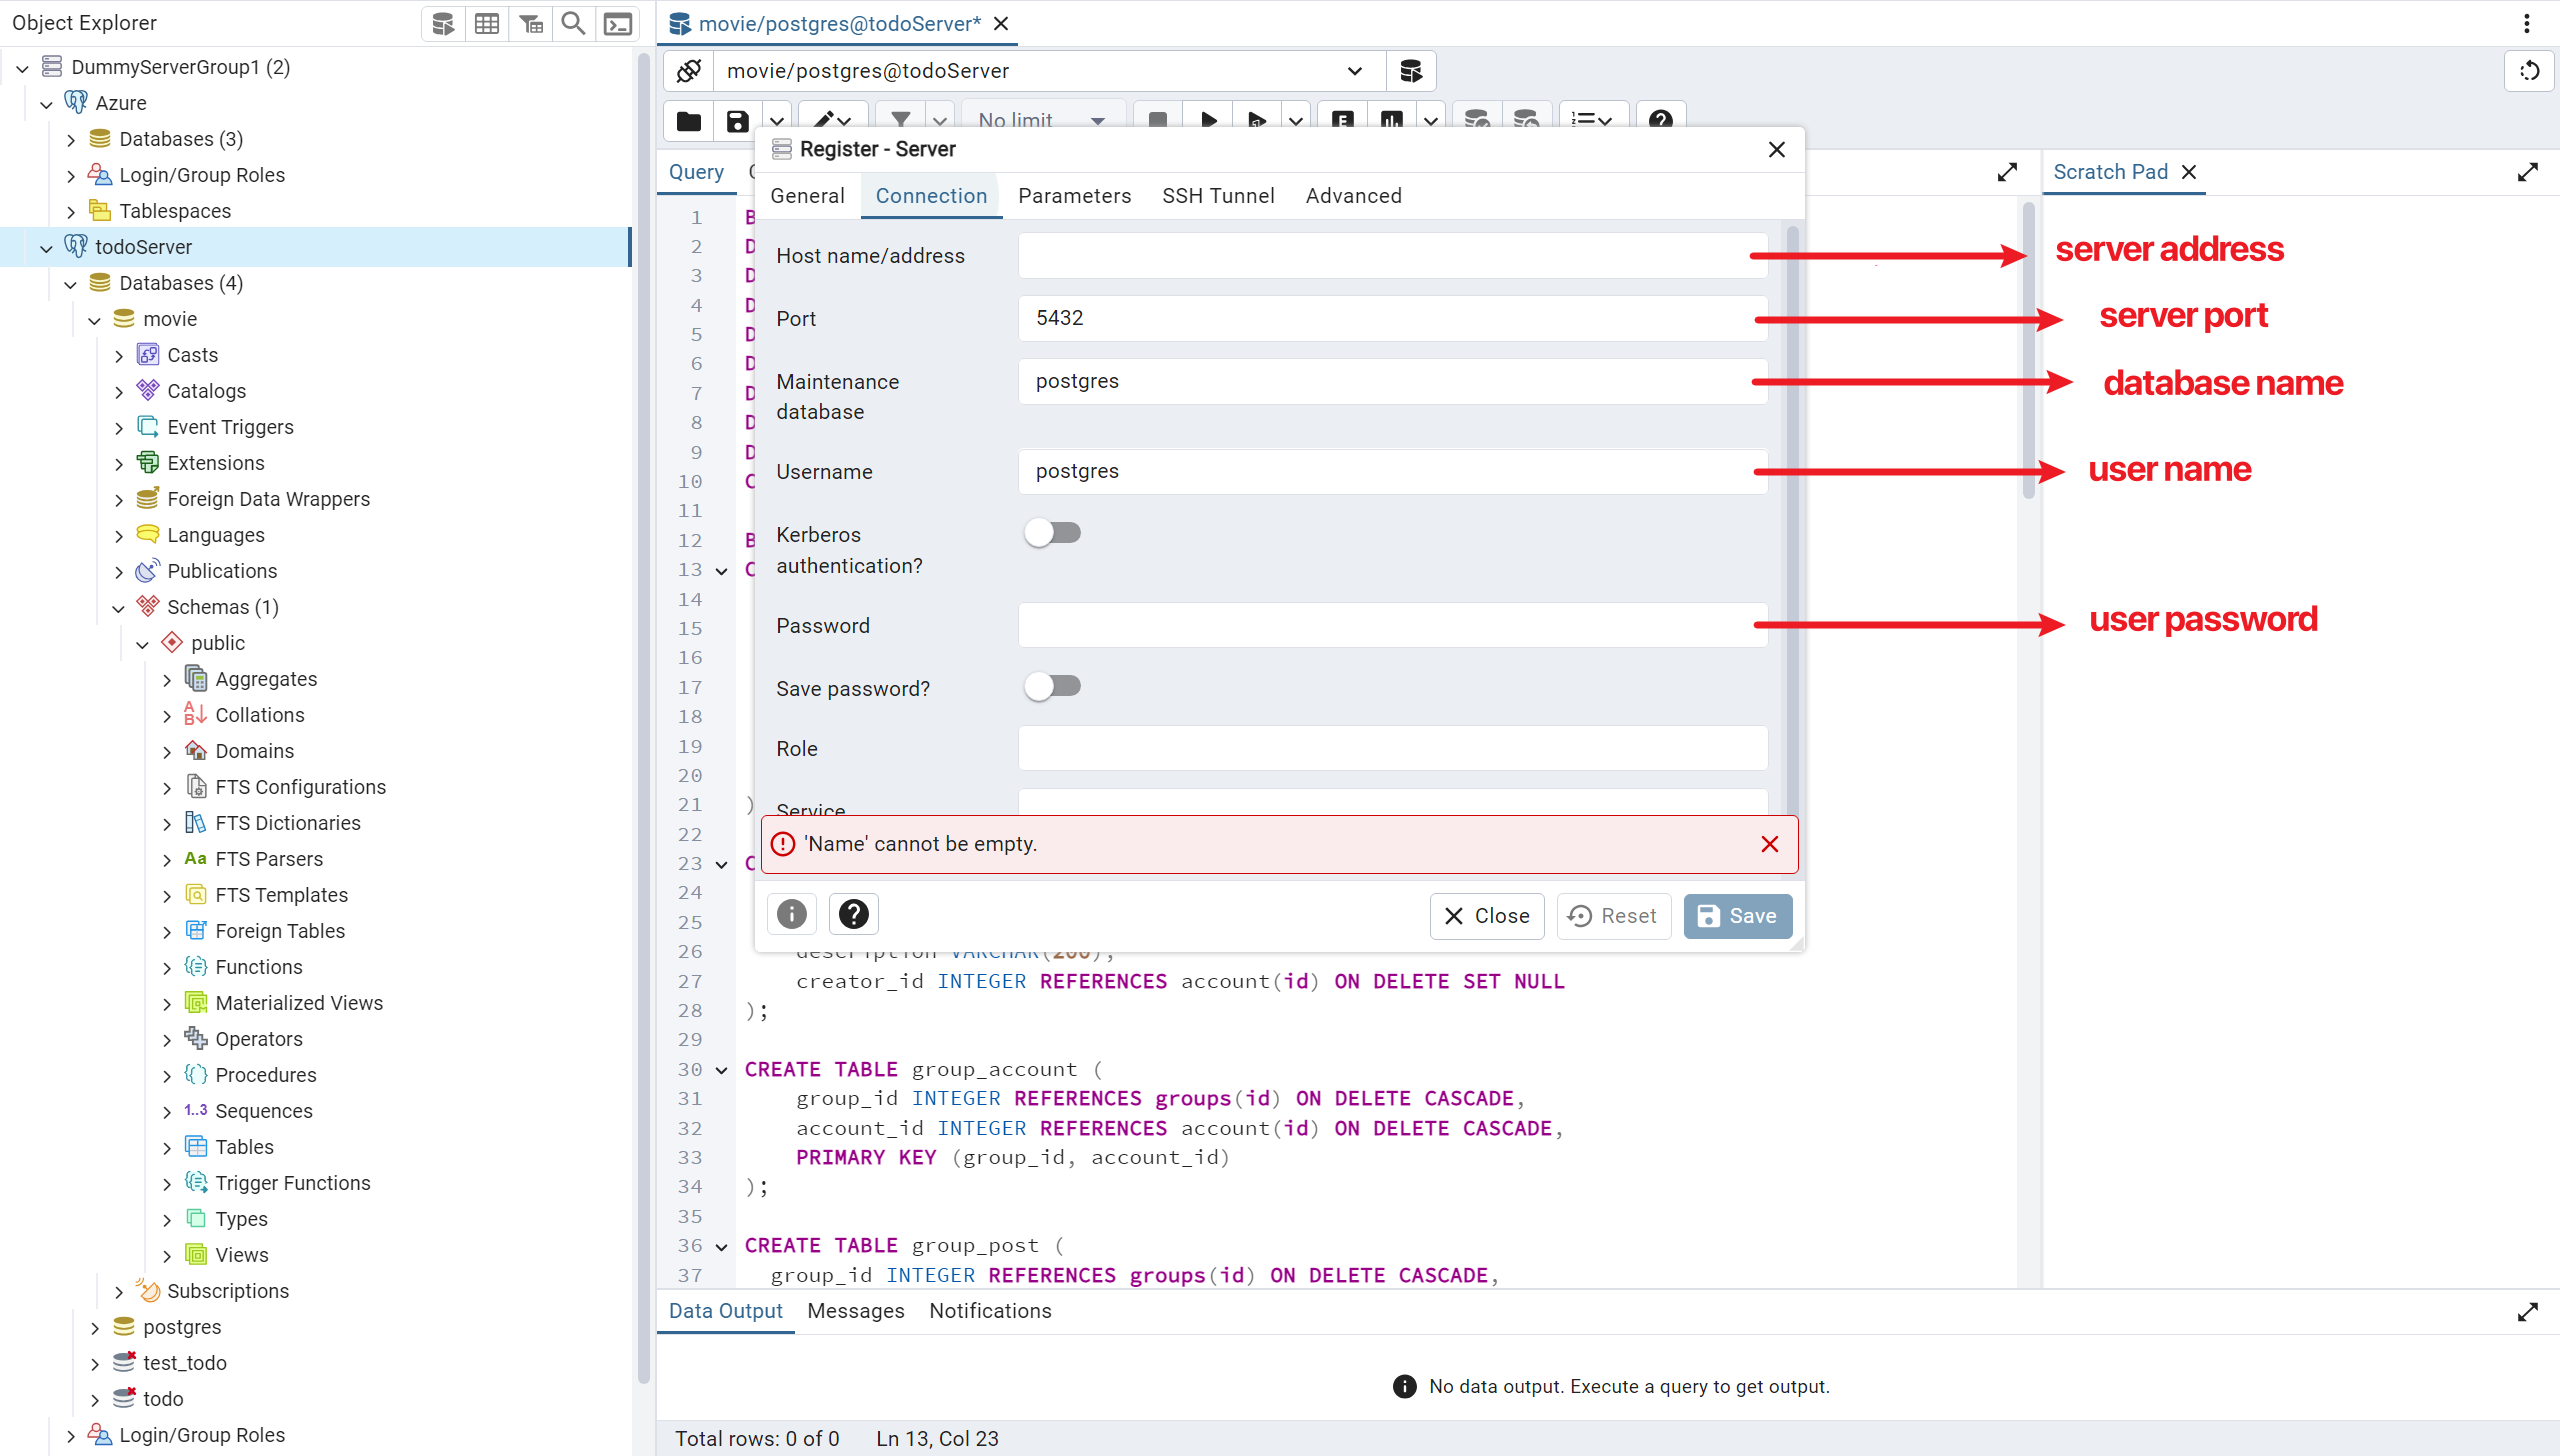 Object Explorer
movie/postgres@todoServer*
DummyServerGroup1 (2)
movie/postgres@todoServer
Azure
No limit
Databases (3)
Login/Group Roles
Tablespaces
todoServer
Databases (4)
movie
Casts
Catalogs
Event Triggers
Extensions
Foreign Data Wrappers
Languages
Publications
Schemas (1)
public
Aggregates
Collations
Domains
FTS Configurations
FTS Dictionaries
Aa FTS Parsers
FTS Templates
Foreign Tables
Functions
Materialized Views
Operators
Procedures
1..3 Sequences
Tables
Trigger Functions
Types
Views
Subscriptions
postgres
test_todo
todo
Login/Group Roles
Query
Scratch Pad
Register - Server
General Connection Parameters SSH Tunnel Advanced
Host name/address
server address
Port 5432
server port
Maintenance database postgres
database name
Username postgres
user name
Kerberos authentication?
Password
user password
Save password?
Role
Service
'Name' cannot be empty.
Close Reset Save
1
2
3
4
5
6
7
8
9
10
11
12
13
14
15
16
17
18
19
20
21 )
22
23
24
25
26 description VARCHAR(200),
27 creator_id INTEGER REFERENCES account(id) ON DELETE SET NULL
28 );
29
30 CREATE TABLE group_account (
31 group_id INTEGER REFERENCES groups(id) ON DELETE CASCADE,
32 account_id INTEGER REFERENCES account(id) ON DELETE CASCADE,
33 PRIMARY KEY (group_id, account_id)
34 );
35
36 CREATE TABLE group_post (
37 group_id INTEGER REFERENCES groups(id) ON DELETE CASCADE,
Data Output Messages Notifications
No data output. Execute a query to get output.
Total rows: 0 of 0 Ln 13, Col 23